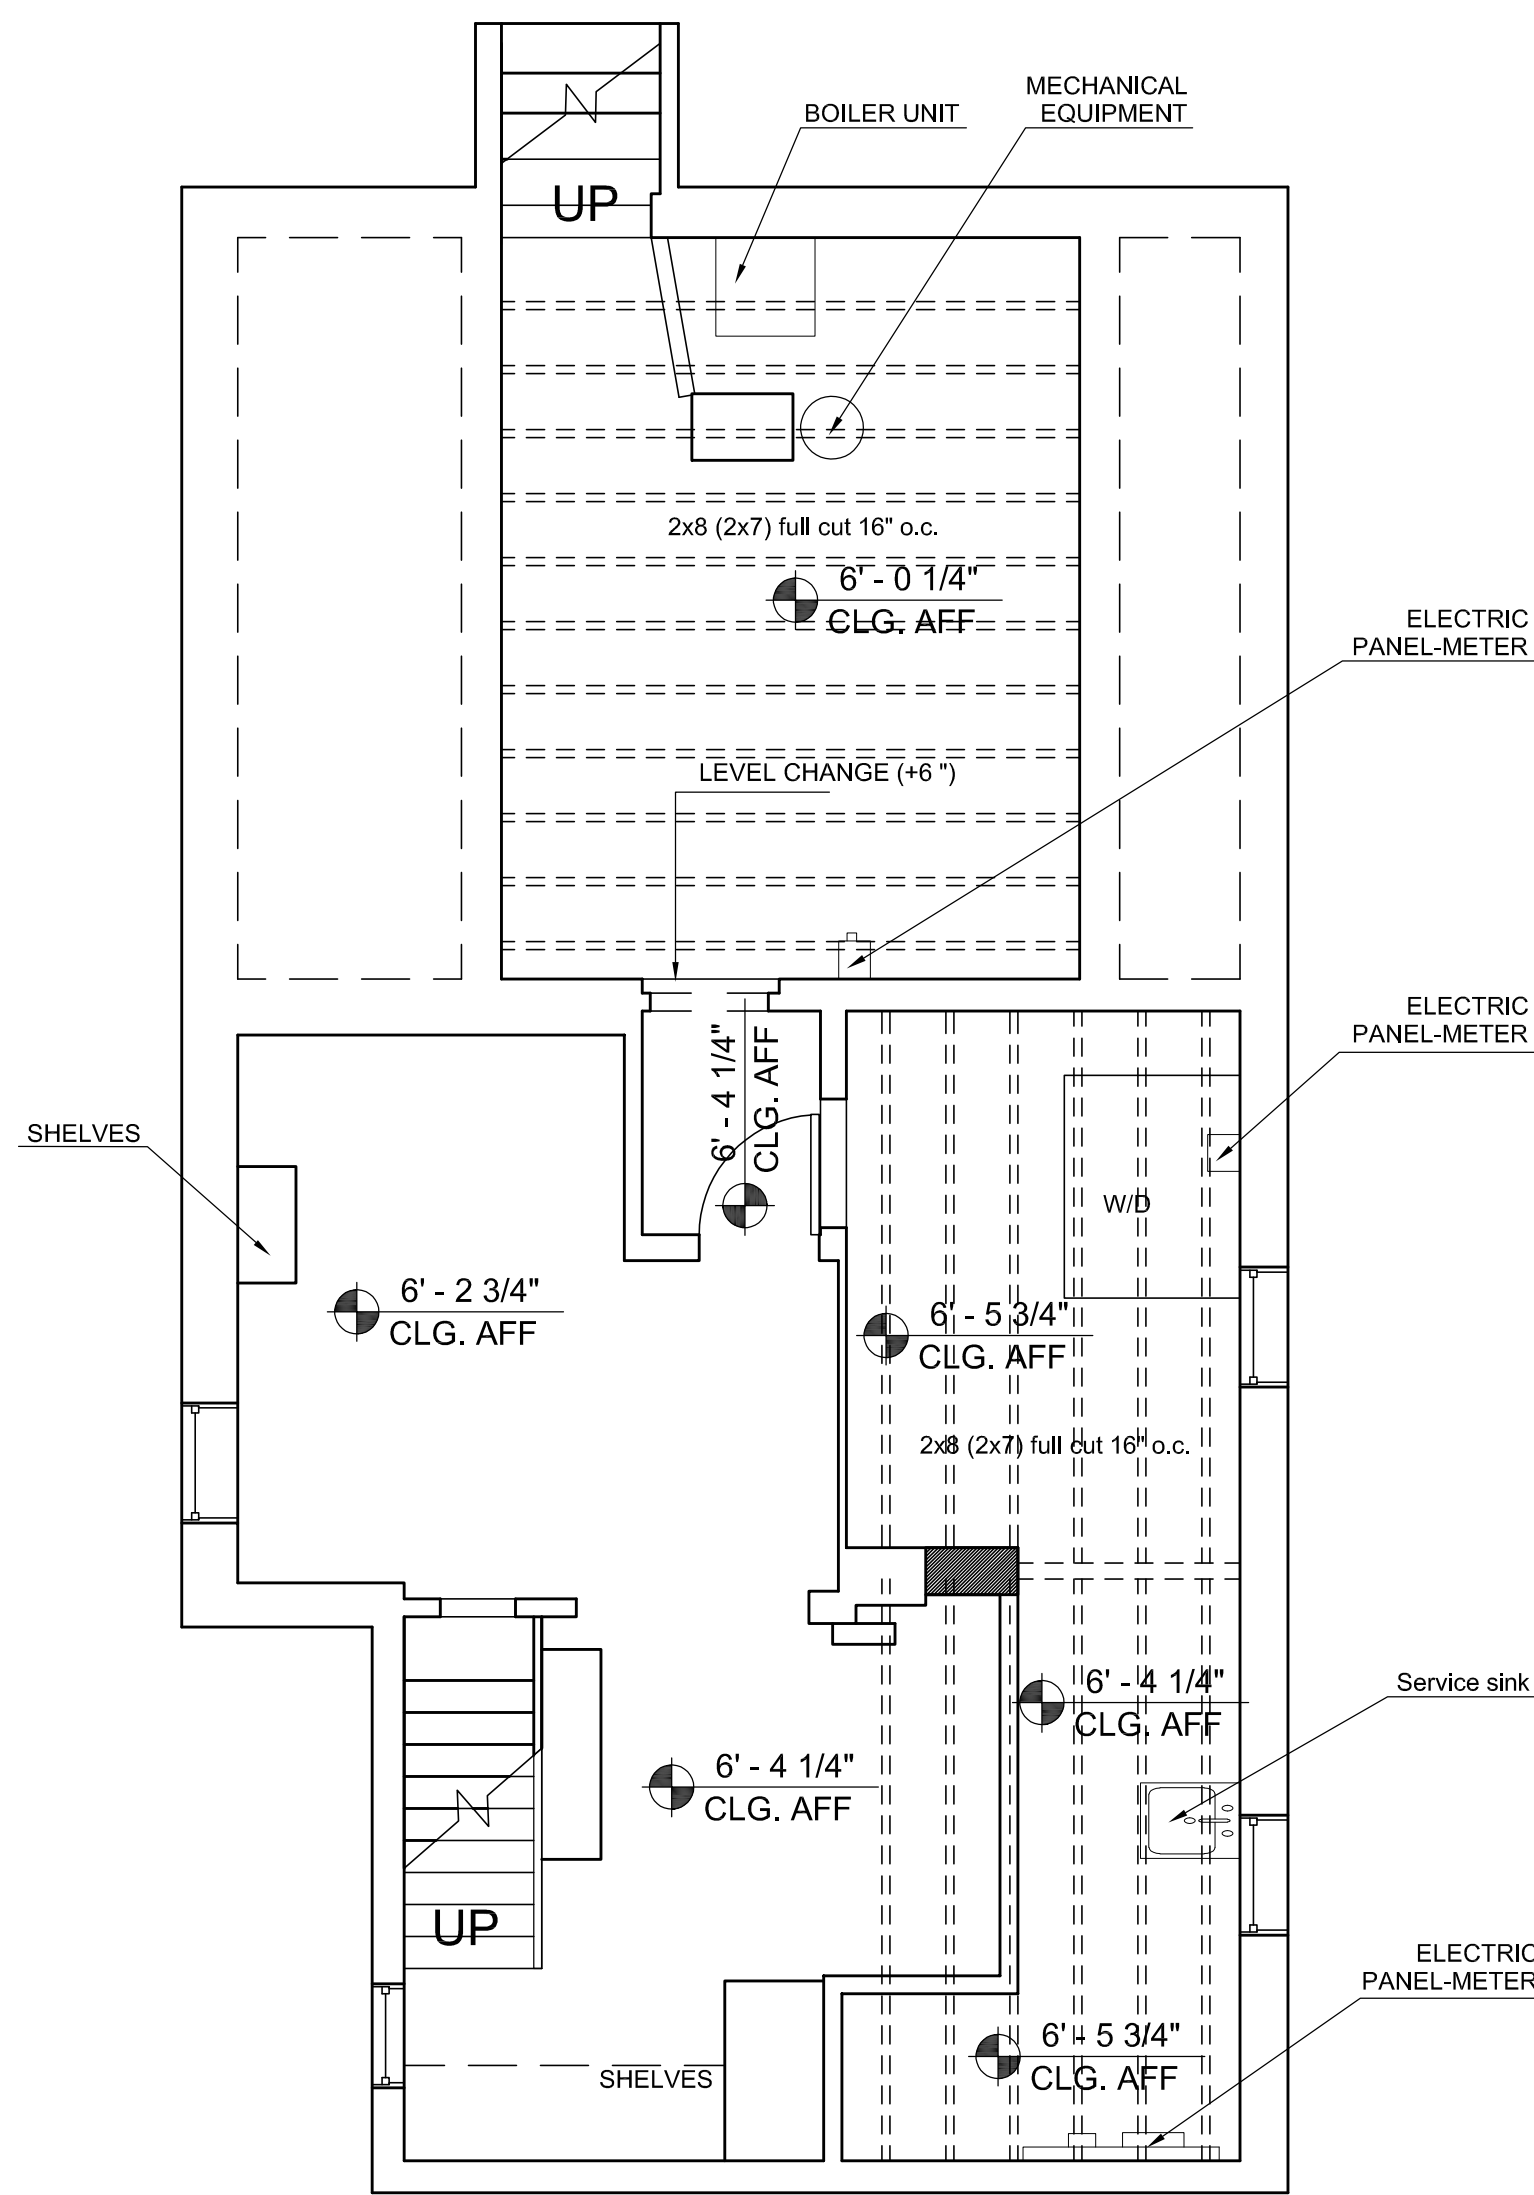 MECHANICAL
EQUIPMENT
BOILER UNIT
UP
2x8 (2x7) full cut 16" o.c.
6' - 0 1/4"
CLG. AFF
ELECTRIC
PANEL-METER
LEVEL CHANGE (+6 ")
ELECTRIC
PANEL-METER
6' - 4 1/4"
CLG. AFF
SHELVES
W/D
6' - 2 3/4"
CLG. AFF
6' - 5 3/4"
CLG. AFF
2x8 (2x7) full cut 16" o.c.
6' - 4 1/4"
CLG. AFF
Service sink
6' - 4 1/4"
CLG. AFF
UP
ELECTRIC
PANEL-METER
6' - 5 3/4"
CLG. AFF
SHELVES